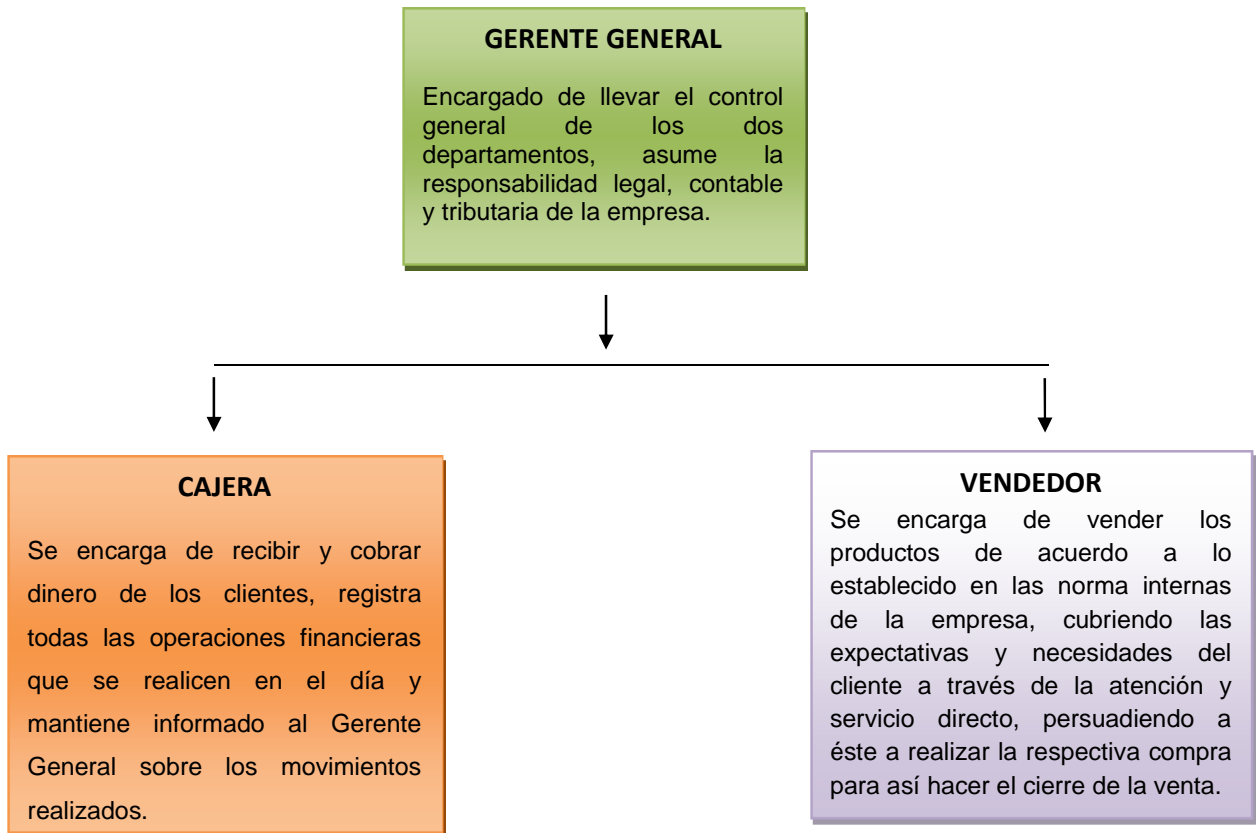 GERENTE GENERAL
Encargado de llevar el control
general de los dos
departamentos, asume la
responsabilidad legal, contable
y tributaria de la empresa.
CAJERA
Se encarga de recibir y cobrar
dinero de los clientes, registra
todas las operaciones financieras
que se realicen en el día y
mantiene informado al Gerente
General sobre los movimientos
realizados.
VENDEDOR
Se encarga de vender los
productos de acuerdo a lo
establecido en las norma internas
de la empresa, cubriendo las
expectativas y necesidades del
cliente a través de la atención y
servicio directo, persuadiendo a
éste a realizar la respectiva compra
para así hacer el cierre de la venta.